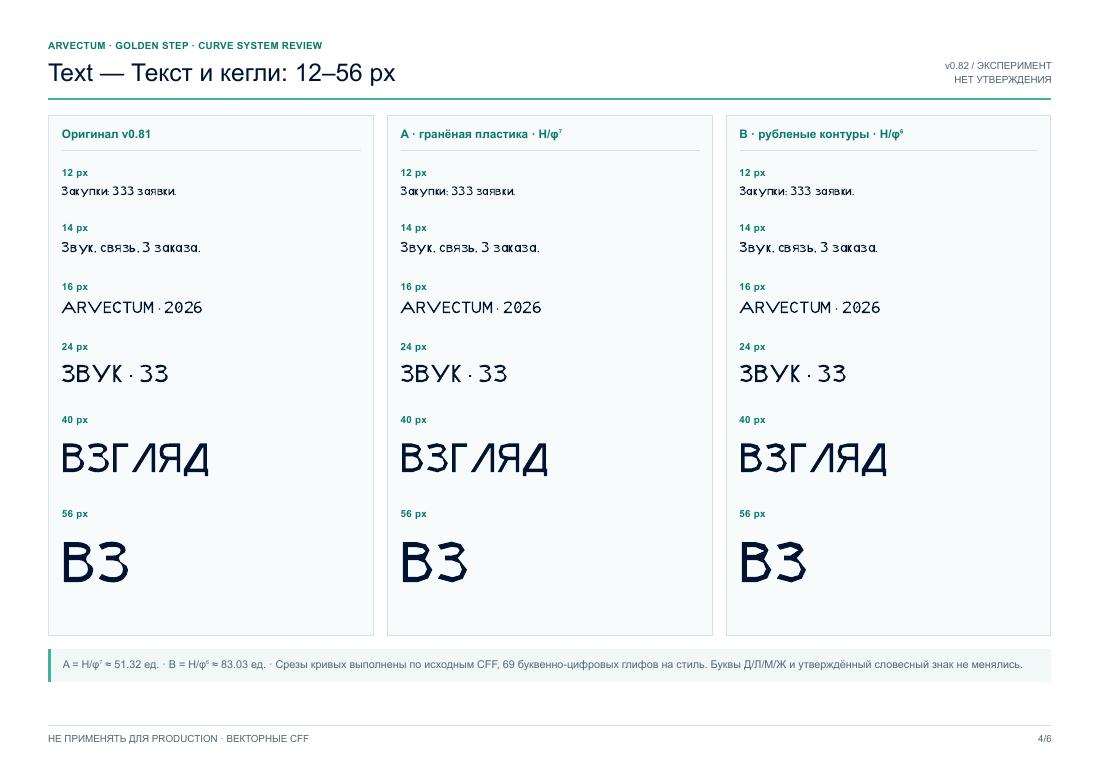 ARVECTUM · GOLDEN STEP · CURVE SYSTEM REVIEW
Text — Текст и кегли: 12–56 px
v0.82 / ЭКСПЕРИМЕНТ
НЕТ УТВЕРЖДЕНИЯ
Оригинал v0.81
12 px
Закупки: 333 заявки.
14 px
Звук, связь, 3 заказа.
16 px
ARVECTUM · 2026
24 px
ЗВУК · 33
40 px
ВЗГЛЯД
56 px
ВЗ
A · гранёная пластика · H/φ⁷
12 px
Закупки: 333 заявки.
14 px
Звук, связь, 3 заказа.
16 px
ARVECTUM · 2026
24 px
ЗВУК · 33
40 px
ВЗГЛЯД
56 px
ВЗ
B · рубленые контуры · H/φ⁶
12 px
Закупки: 333 заявки.
14 px
Звук, связь, 3 заказа.
16 px
ARVECTUM · 2026
24 px
ЗВУК · 33
40 px
ВЗГЛЯД
56 px
ВЗ
A = H/φ⁷ ≈ 51.32 ед. · B = H/φ⁶ ≈ 83.03 ед. · Срезы кривых выполнены по исходным CFF, 69 буквенно-цифровых глифов на стиль. Буквы Д/Л/М/Ж и утверждённый словесный знак не менялись.
НЕ ПРИМЕНЯТЬ ДЛЯ PRODUCTION · ВЕКТОРНЫЕ CFF
4/6